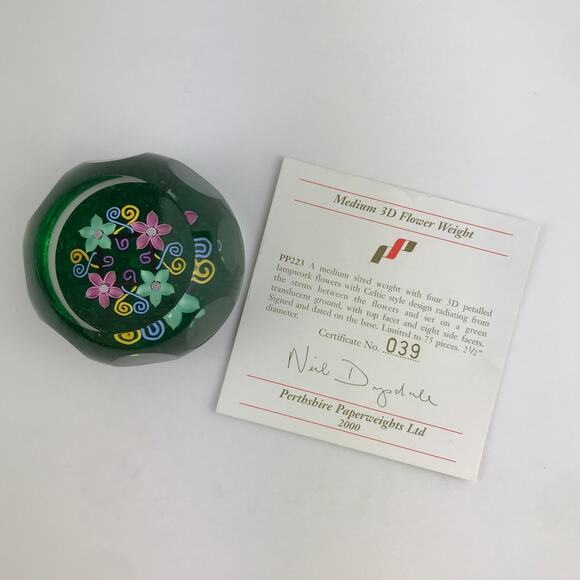 Medium 3D Flower Weight
PP223 A medium sized weight with four 3D petalled
lampwork flowers with Celtic style design radiating from
the stems between the flowers and set on a green
translucent ground, with top facet and eight side facets.
Signed and dated on the base. Limited to 75 pieces. 2½"
diameter.
Certificate No. 039
Neil Drysdale
Perthshire Paperweights Ltd
2000